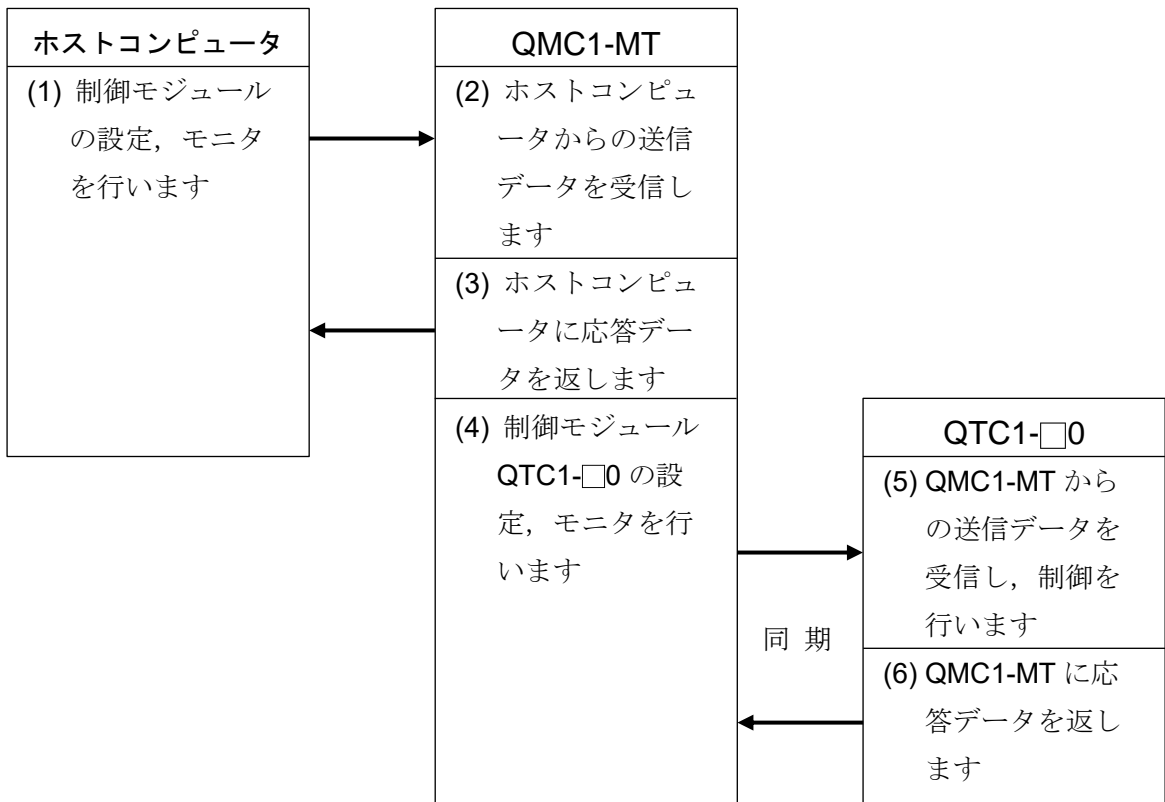 ホストコンピュータ
(1) 制御モジュール
の設定，モニタ
を行います
QMC1-MT
(2) ホストコンピュ
ータからの送信
データを受信し
ます
(3) ホストコンピュ
ータに応答デー
タを返します
(4) 制御モジュール
QTC1-□0 の設
定，モニタを行
います
同 期
QTC1-□0
(5) QMC1-MT から
の送信データを
受信し，制御を
行います
(6) QMC1-MT に応
答データを返し
ます